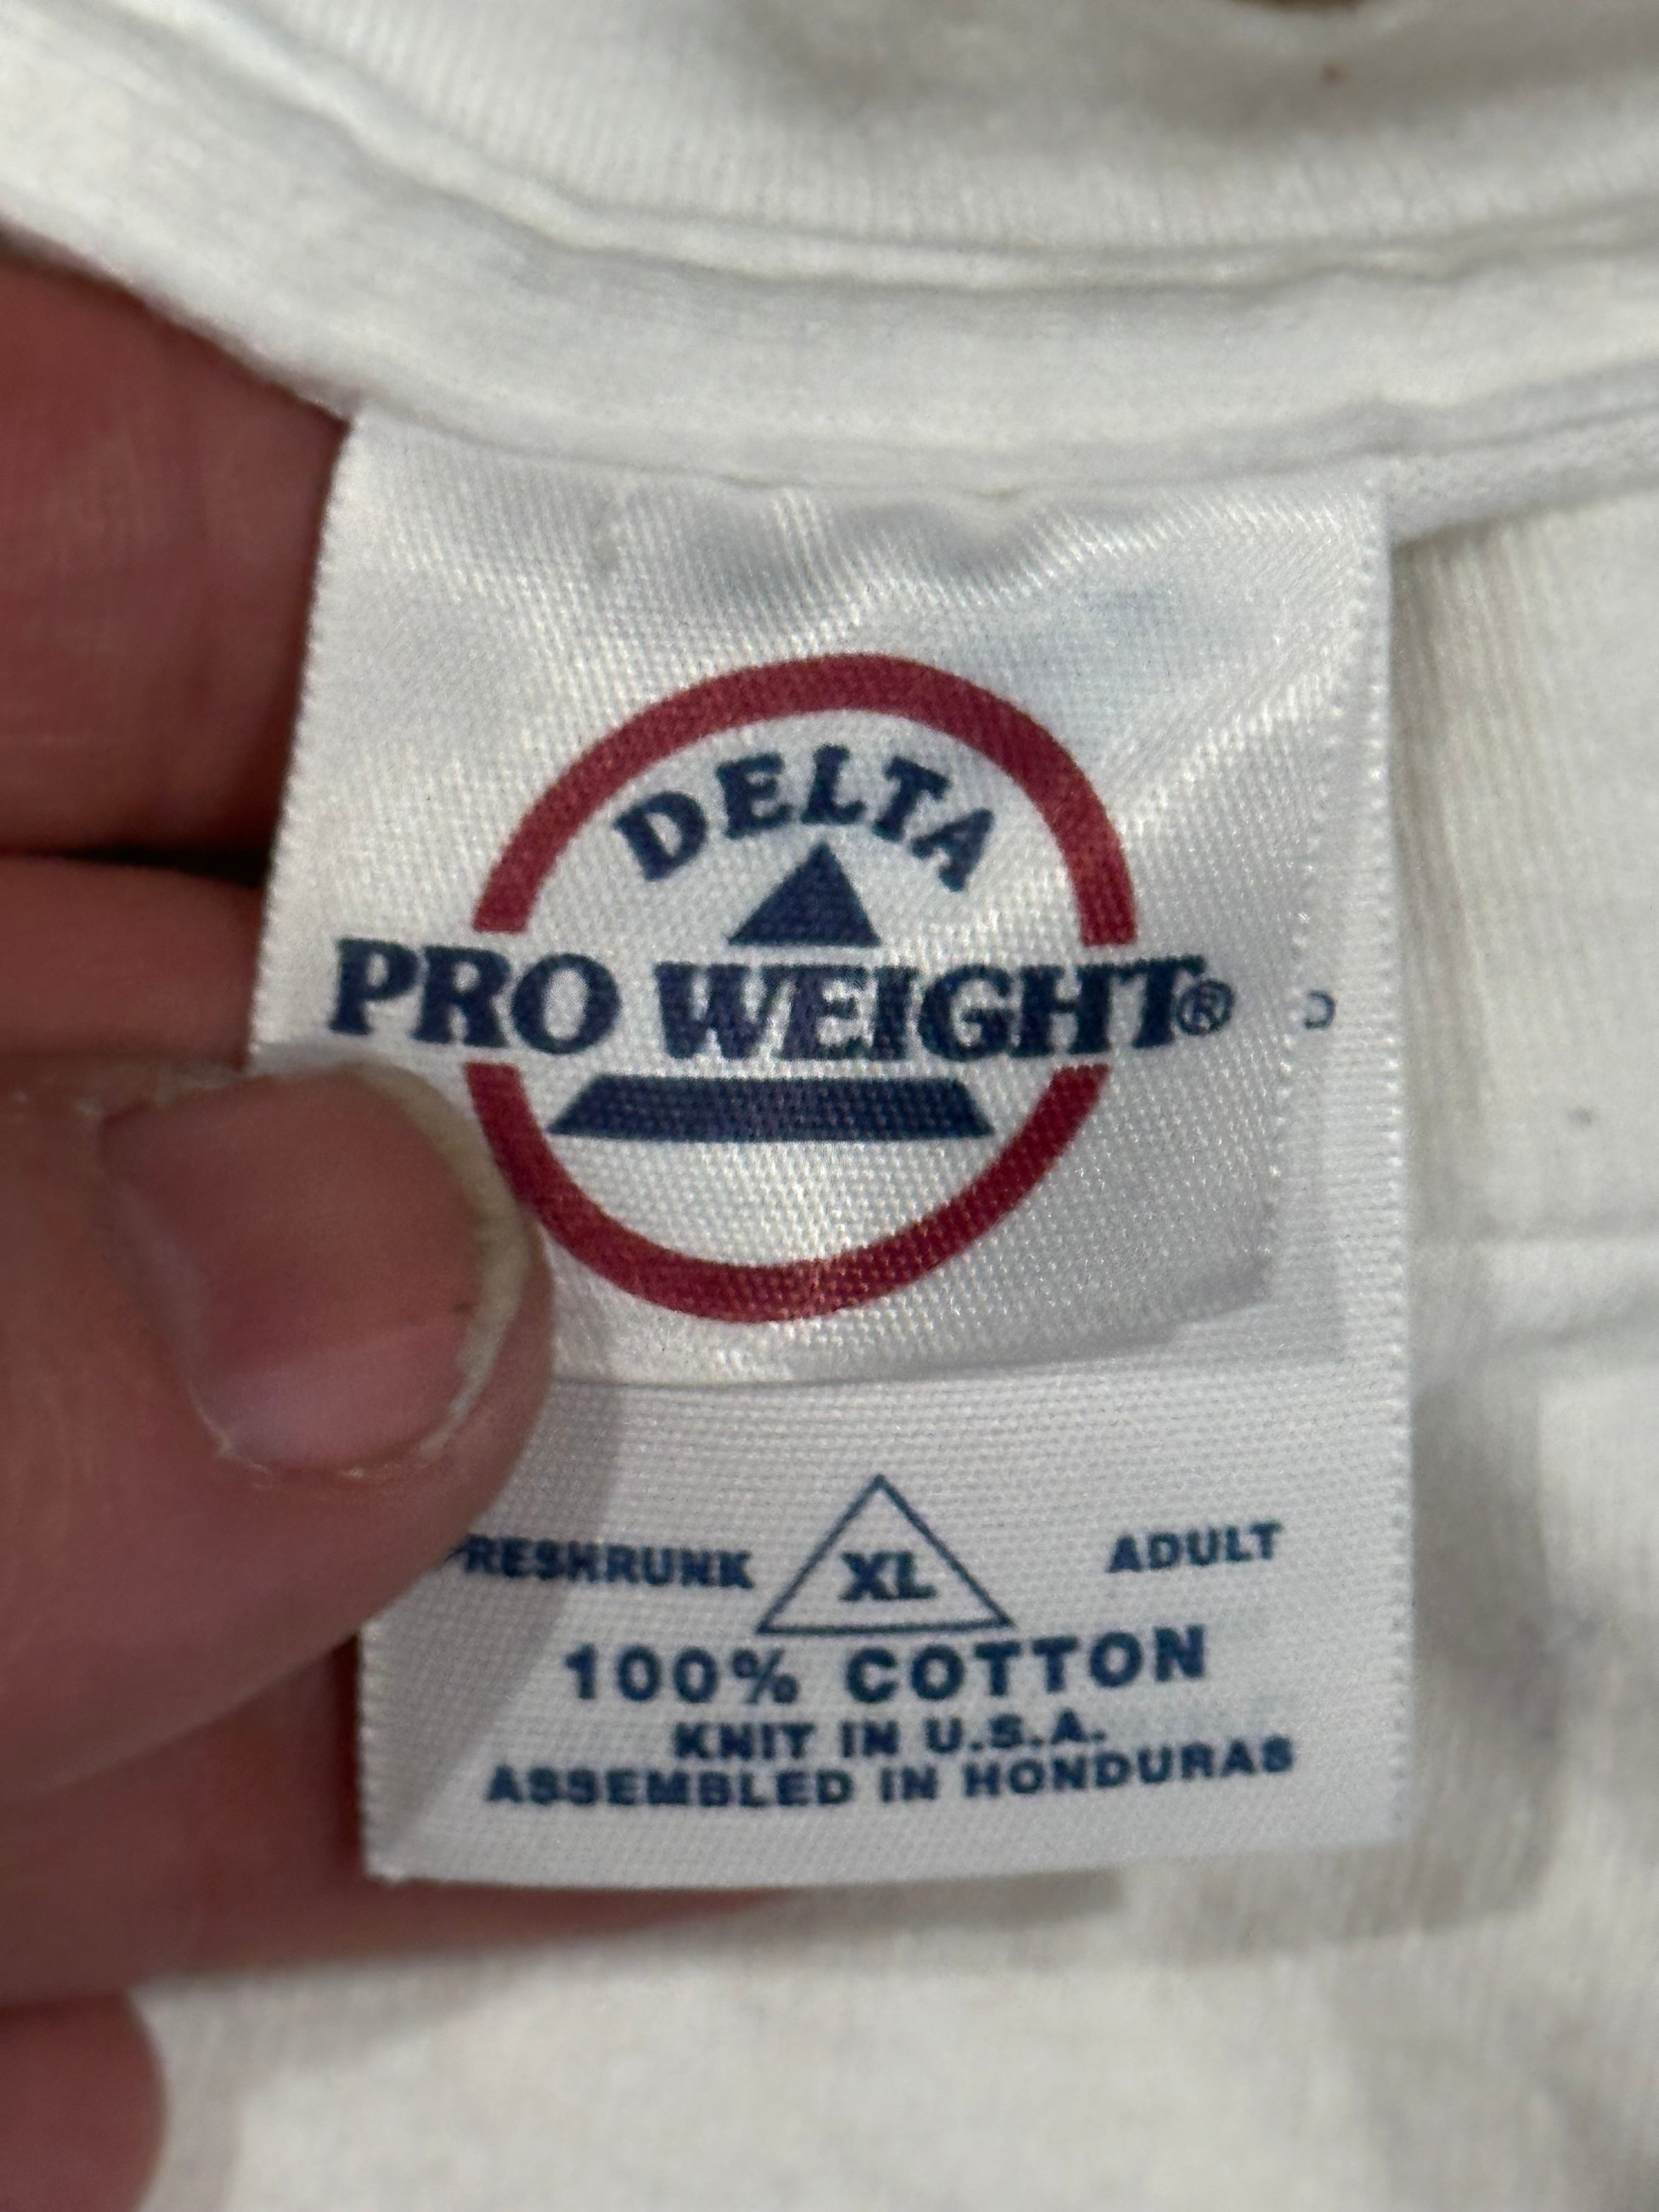 DELTA
PRO WEIGHT®
RESHRUNK XL ADULT
100% COTTON
KNIT IN U.S.A.
ASSEMBLED IN HONDURAS